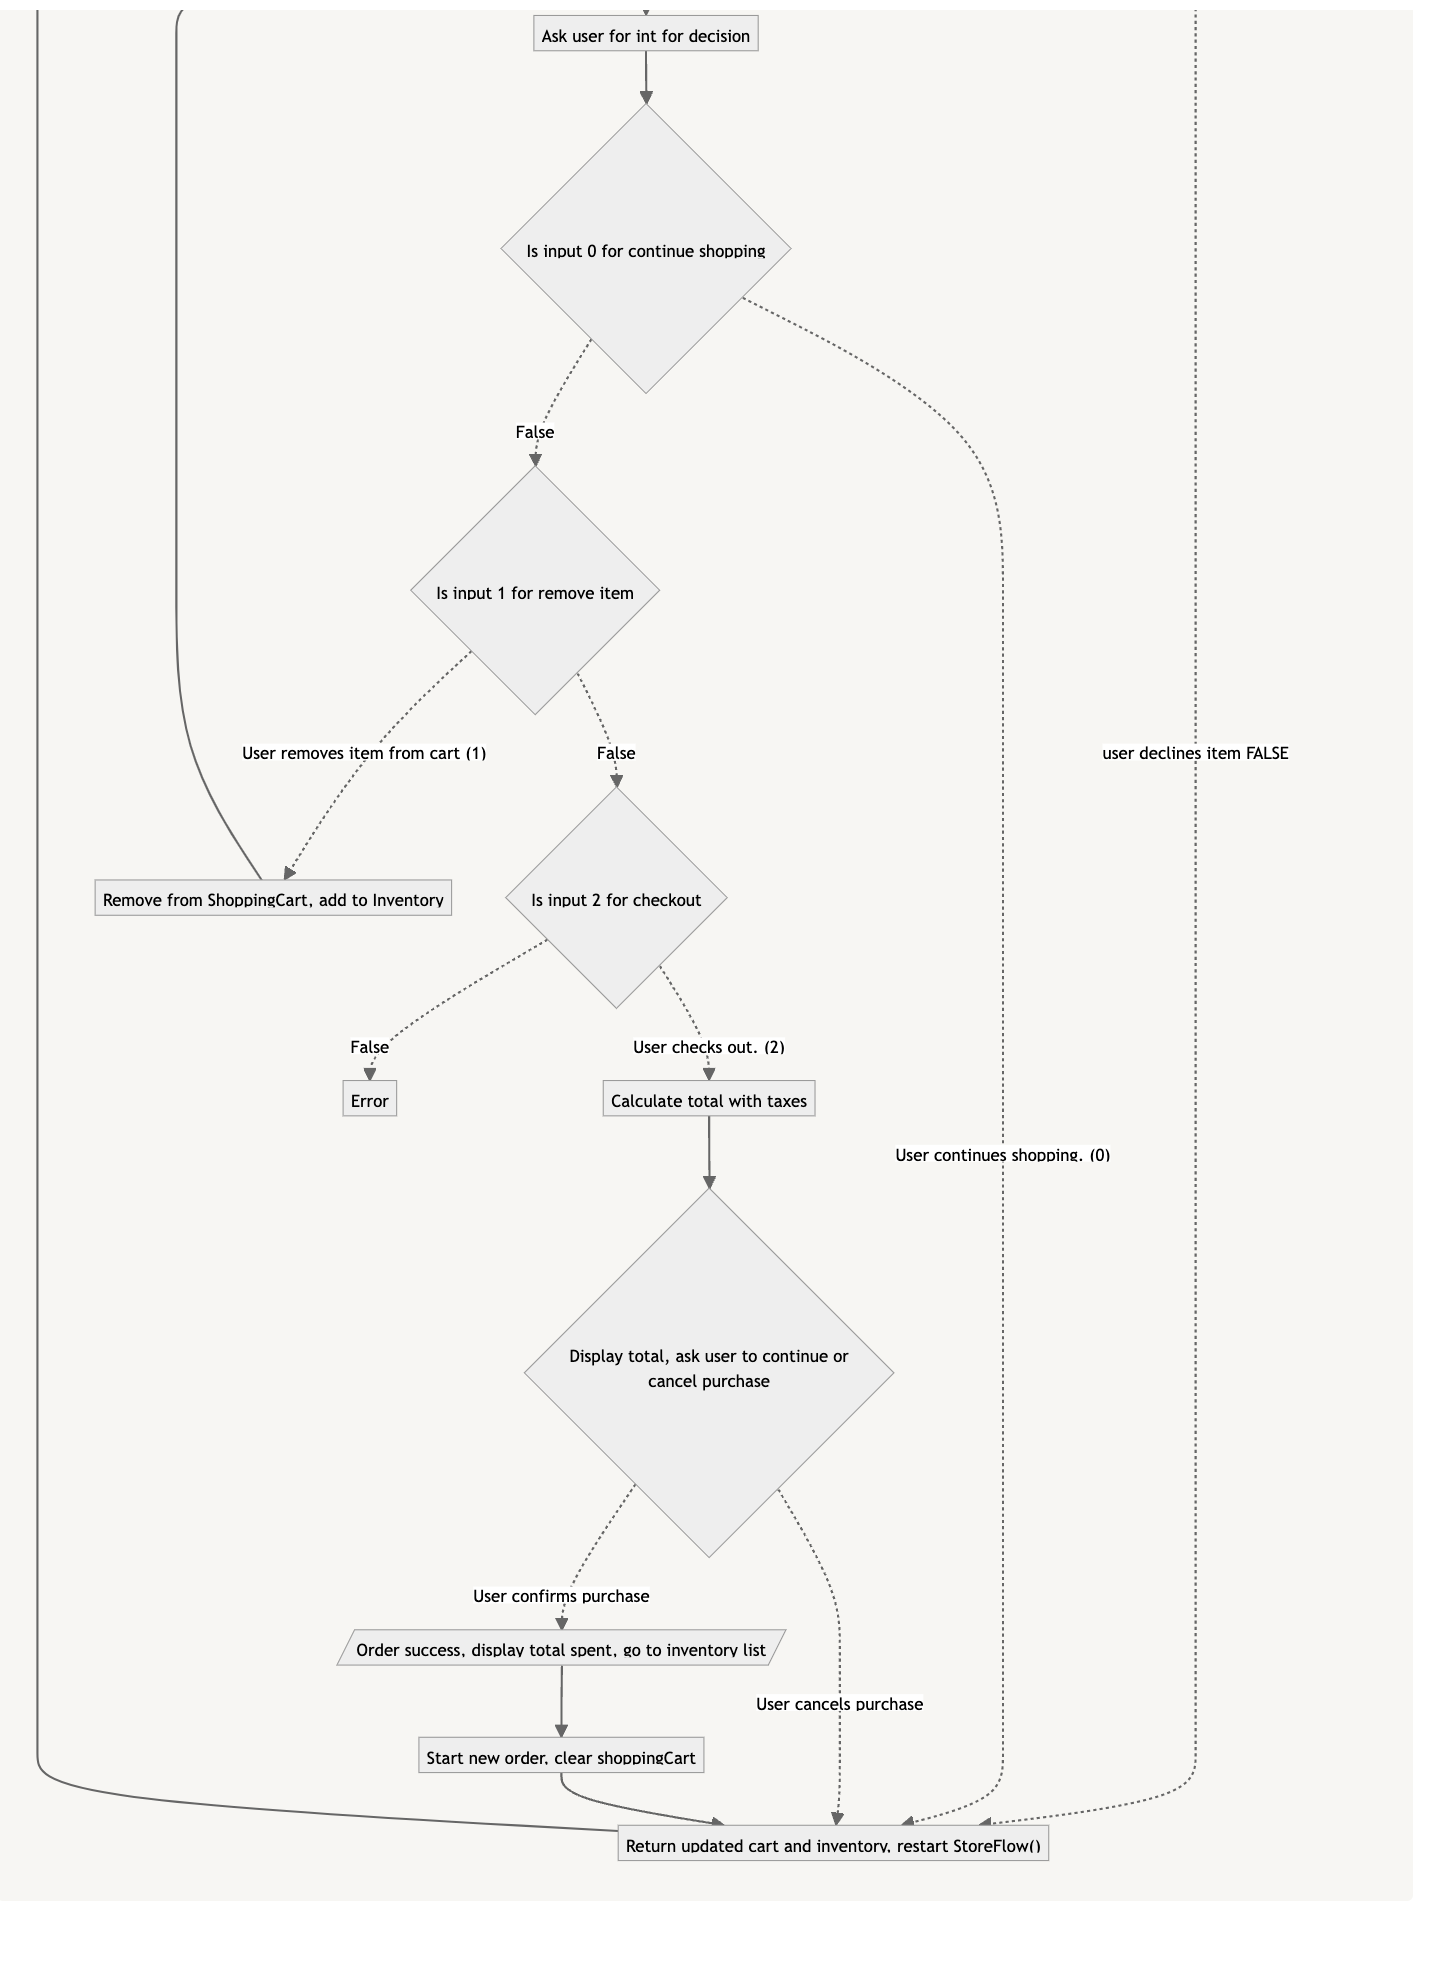 Ask user for int for decision
Is input 0 for continue shopping
False
Is input 1 for remove item
User removes item from cart (1)
False
user declines item FALSE
Remove from ShoppingCart, add to Inventory
Is input 2 for checkout
False
User checks out. (2)
Error
Calculate total with taxes
User continues shopping. (0)
Display total, ask user to continue or
cancel purchase
User confirms purchase
Order success, display total spent, go to inventory list
User cancels purchase
Start new order, clear shoppingCart
Return updated cart and inventory, restart StoreFlow()